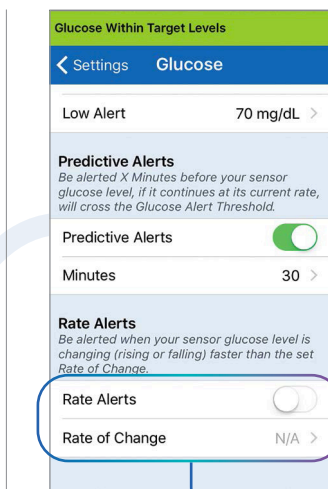 Glucose Within Target Levels
Settings Glucose
Low Alert 70 mg/dL
Predictive Alerts
Be alerted X Minutes before your sensor
glucose level, if it continues at its current rate,
will cross the Glucose Alert Threshold.
Predictive Alerts
Minutes 30
Rate Alerts
Be alerted when your sensor glucose level is
changing (rising or falling) faster than the set
Rate of Change.
Rate Alerts
Rate of Change N/A